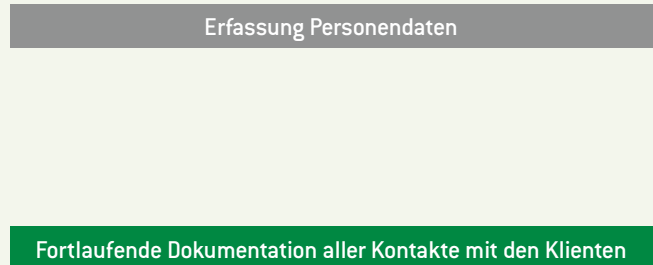 Erfassung Personendaten
Fortlaufende Dokumentation aller Kontakte mit den Klienten